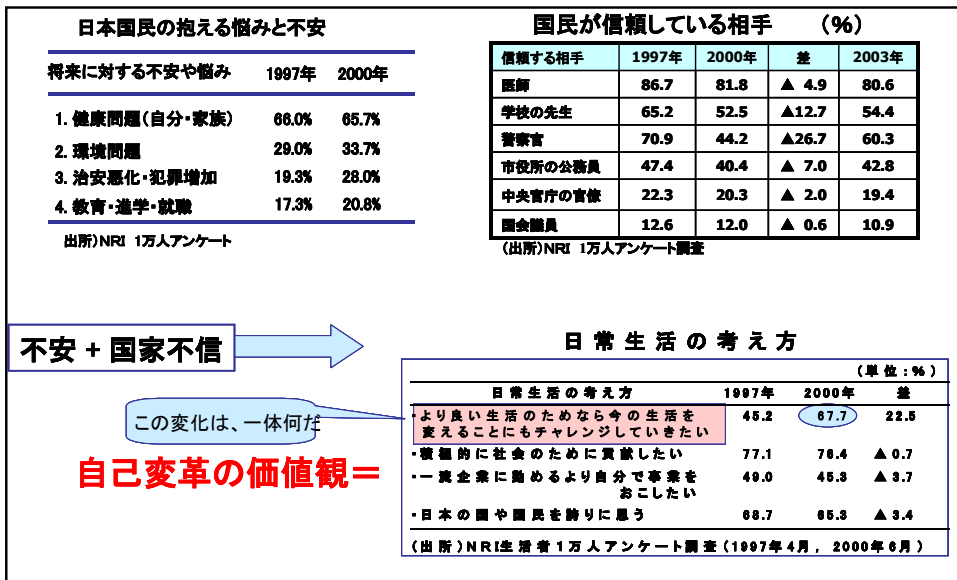 日本国民の抱える悩みと不安
将来に対する不安や悩み 1997年 2000年
1. 健康問題(自分・家族) 66.0% 65.7%
2. 環境問題 29.0% 33.7%
3. 治安悪化・犯罪増加 19.3% 28.0%
4. 教育・進学・就職 17.3% 20.8%
出所)NRI 1万人アンケート
国民が信頼している相手 (%)
信頼する相手 1997年 2000年 差 2003年
医師 86.7 81.8 ▲ 4.9 80.6
学校の先生 65.2 52.5 ▲12.7 54.4
警察官 70.9 44.2 ▲26.7 60.3
市役所の公務員 47.4 40.4 ▲ 7.0 42.8
中央官庁の官僚 22.3 20.3 ▲ 2.0 19.4
国会議員 12.6 12.0 ▲ 0.6 10.9
(出所)NRI 1万人アンケート調査
不安 + 国家不信
この変化は、一体何だ
自己変革の価値観=
日常生活の考え方
(単位:%)
日常生活の考え方 1997年 2000年 差
・より良い生活のためなら今の生活を 45.2 67.7 22.5
変えることにもチャレンジしていきたい
・積極的に社会のために貢献したい 77.1 76.4 ▲0.7
・一流企業に勤めるより自分で事業を 49.0 45.3 ▲3.7
おこしたい
・日本の国や国民を誇りに思う 68.7 65.3 ▲3.4
(出所)NRI生活者1万人アンケート調査(1997年4月, 2000年6月)